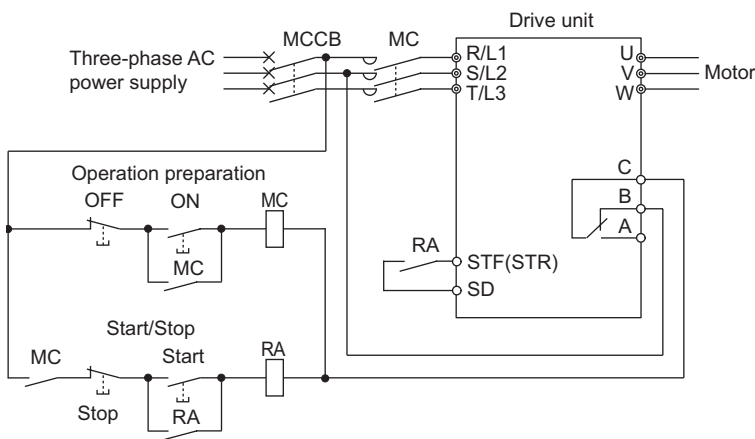 Drive unit
MCCB
MC
Three-phase AC
power supply
R/L1
S/L2
T/L3
U
V
W
Motor
Operation preparation
OFF
ON
MC
MC
C
B
A
RA
STF(STR)
SD
Start/Stop
MC
Start
RA
Stop
RA